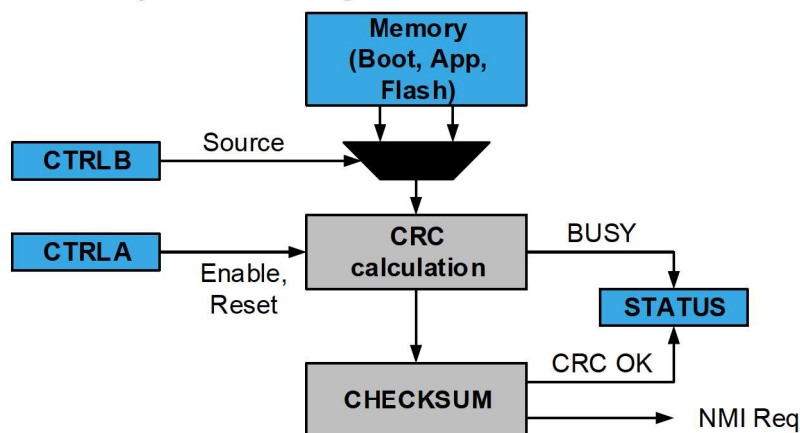 Memory
(Boot, App,
Flash)
CTRLB
Source
CTRLA
Enable,
Reset
CRC
calculation
BUSY
STATUS
CRC OK
CHECKSUM
NMI Req